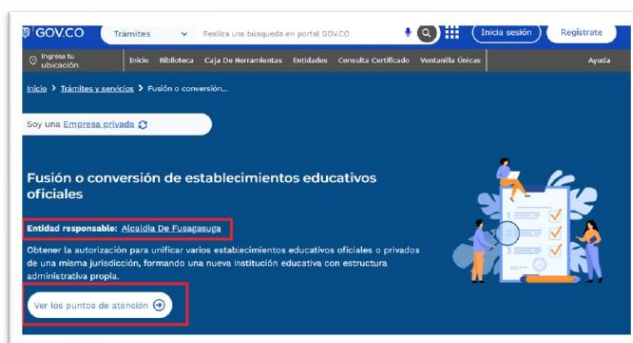 GOV.CO
Trámites
Realiza una búsqueda en portal GOV.CO
Inicia sesión
Regístrate
Ingresa tu
ubicación
Inicio
Biblioteca
Caja De Herramientas
Entidades
Consulta Certificado
Ventanilla Únicas
Ayuda
Inicio > Trámites y servicios > Fusión o conversión...
Soy una Empresa privada
Fusión o conversión de establecimientos educativos
oficiales
Entidad responsable: Alcaldia De Fusagasuga
Obtener la autorización para unificar varios establecimientos educativos oficiales o privados
de una misma jurisdicción, formando una nueva institución educativa con estructura
administrativa propia.
Ver los puntos de atención